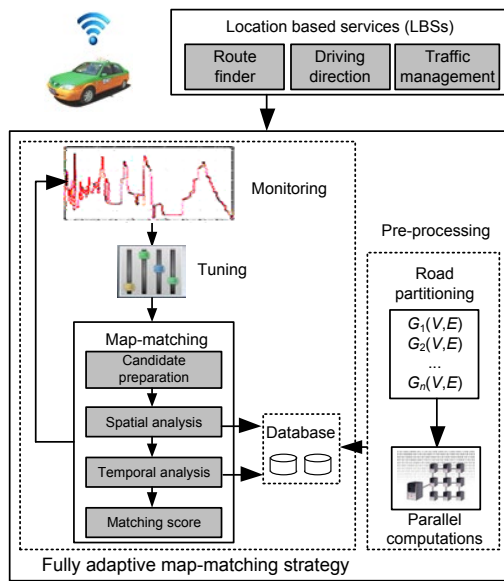 Location based services (LBSs)
Route
finder
Driving
direction
Traffic
management
Monitoring
Tuning
Map-matching
Candidate
preparation
Spatial analysis
Temporal analysis
Matching score
Database
Pre-processing
Road
partitioning
G1(V,E)
G2(V,E)
...
Gn(V,E)
Parallel
computations
Fully adaptive map-matching strategy